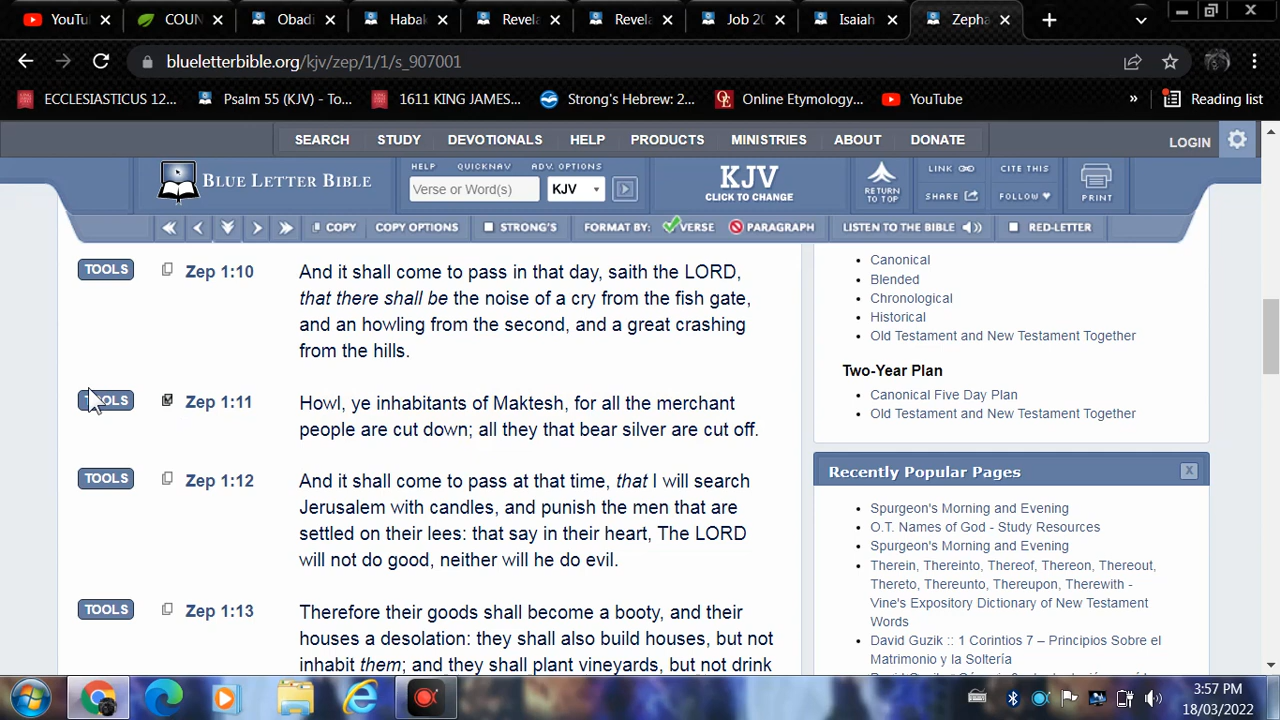 YouTube
COUN
Obadi
Habak
Revela
Revela
Job 20
Isaiah
Zepha
blueletterbible.org/kjv/zep/1/1/s_907001
ECCLESIASTICUS 12...
Psalm 55 (KJV) - To...
1611 KING JAMES...
Strong's Hebrew: 2...
Online Etymology...
YouTube
»
Reading list
SEARCH STUDY DEVOTIONALS HELP PRODUCTS MINISTRIES ABOUT DONATE
LOGIN
BLUE LETTER BIBLE
HELP QUICKNAV ADV. OPTIONS
Verse or Word(s) KJV
KJV
CLICK TO CHANGE
RETURN
TO TOP
LINK
SHARE
CITE THIS
FOLLOW
PRINT
COPY COPY OPTIONS STRONG'S FORMAT BY: VERSE PARAGRAPH LISTEN TO THE BIBLE RED-LETTER
TOOLS Zep 1:10 And it shall come to pass in that day, saith the LORD,
that there shall be the noise of a cry from the fish gate,
and an howling from the second, and a great crashing
from the hills.
TOOLS Zep 1:11 Howl, ye inhabitants of Maktesh, for all the merchant
people are cut down; all they that bear silver are cut off.
TOOLS Zep 1:12 And it shall come to pass at that time, that I will search
Jerusalem with candles, and punish the men that are
settled on their lees: that say in their heart, The LORD
will not do good, neither will he do evil.
TOOLS Zep 1:13 Therefore their goods shall become a booty, and their
houses a desolation: they shall also build houses, but not
inhabit them; and they shall plant vineyards, but not drink
Canonical
Blended
Chronological
Historical
Old Testament and New Testament Together
Two-Year Plan
Canonical Five Day Plan
Old Testament and New Testament Together
Recently Popular Pages X
Spurgeon's Morning and Evening
O.T. Names of God - Study Resources
Spurgeon's Morning and Evening
Therein, Thereinto, Thereof, Thereon, Thereout,
Thereto, Thereunto, Thereupon, Therewith -
Vine's Expository Dictionary of New Testament
Words
David Guzik :: 1 Corintios 7 – Principios Sobre el
Matrimonio y la Soltería
3:57 PM
18/03/2022